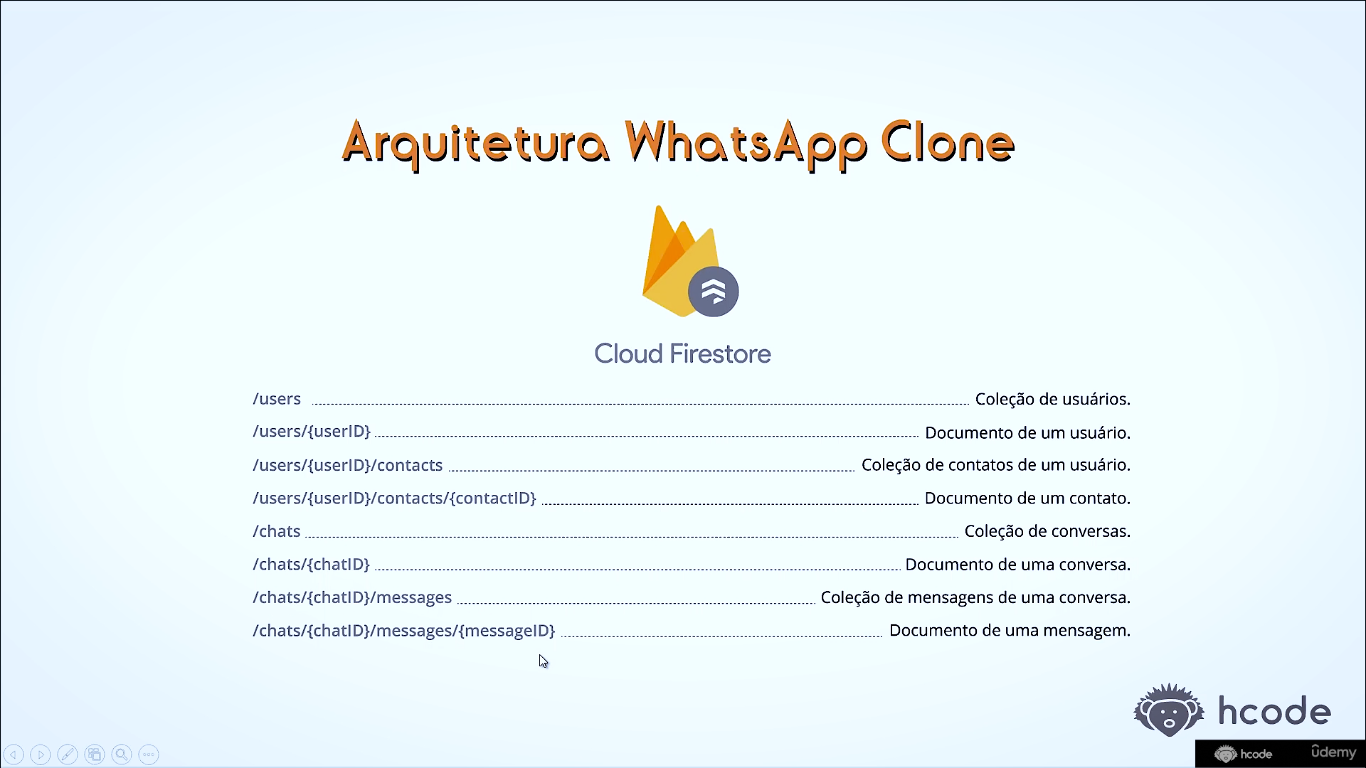 Arquitetura WhatsApp Clone
Cloud Firestore
/users Coleção de usuários.
/users/{userID} Documento de um usuário.
/users/{userID}/contacts Coleção de contatos de um usuário.
/users/{userID}/contacts/{contactID} Documento de um contato.
/chats Coleção de conversas.
/chats/{chatID} Documento de uma conversa.
/chats/{chatID}/messages Coleção de mensagens de uma conversa.
/chats/{chatID}/messages/{messageID} Documento de uma mensagem.
hcode
hcode
ûdemy